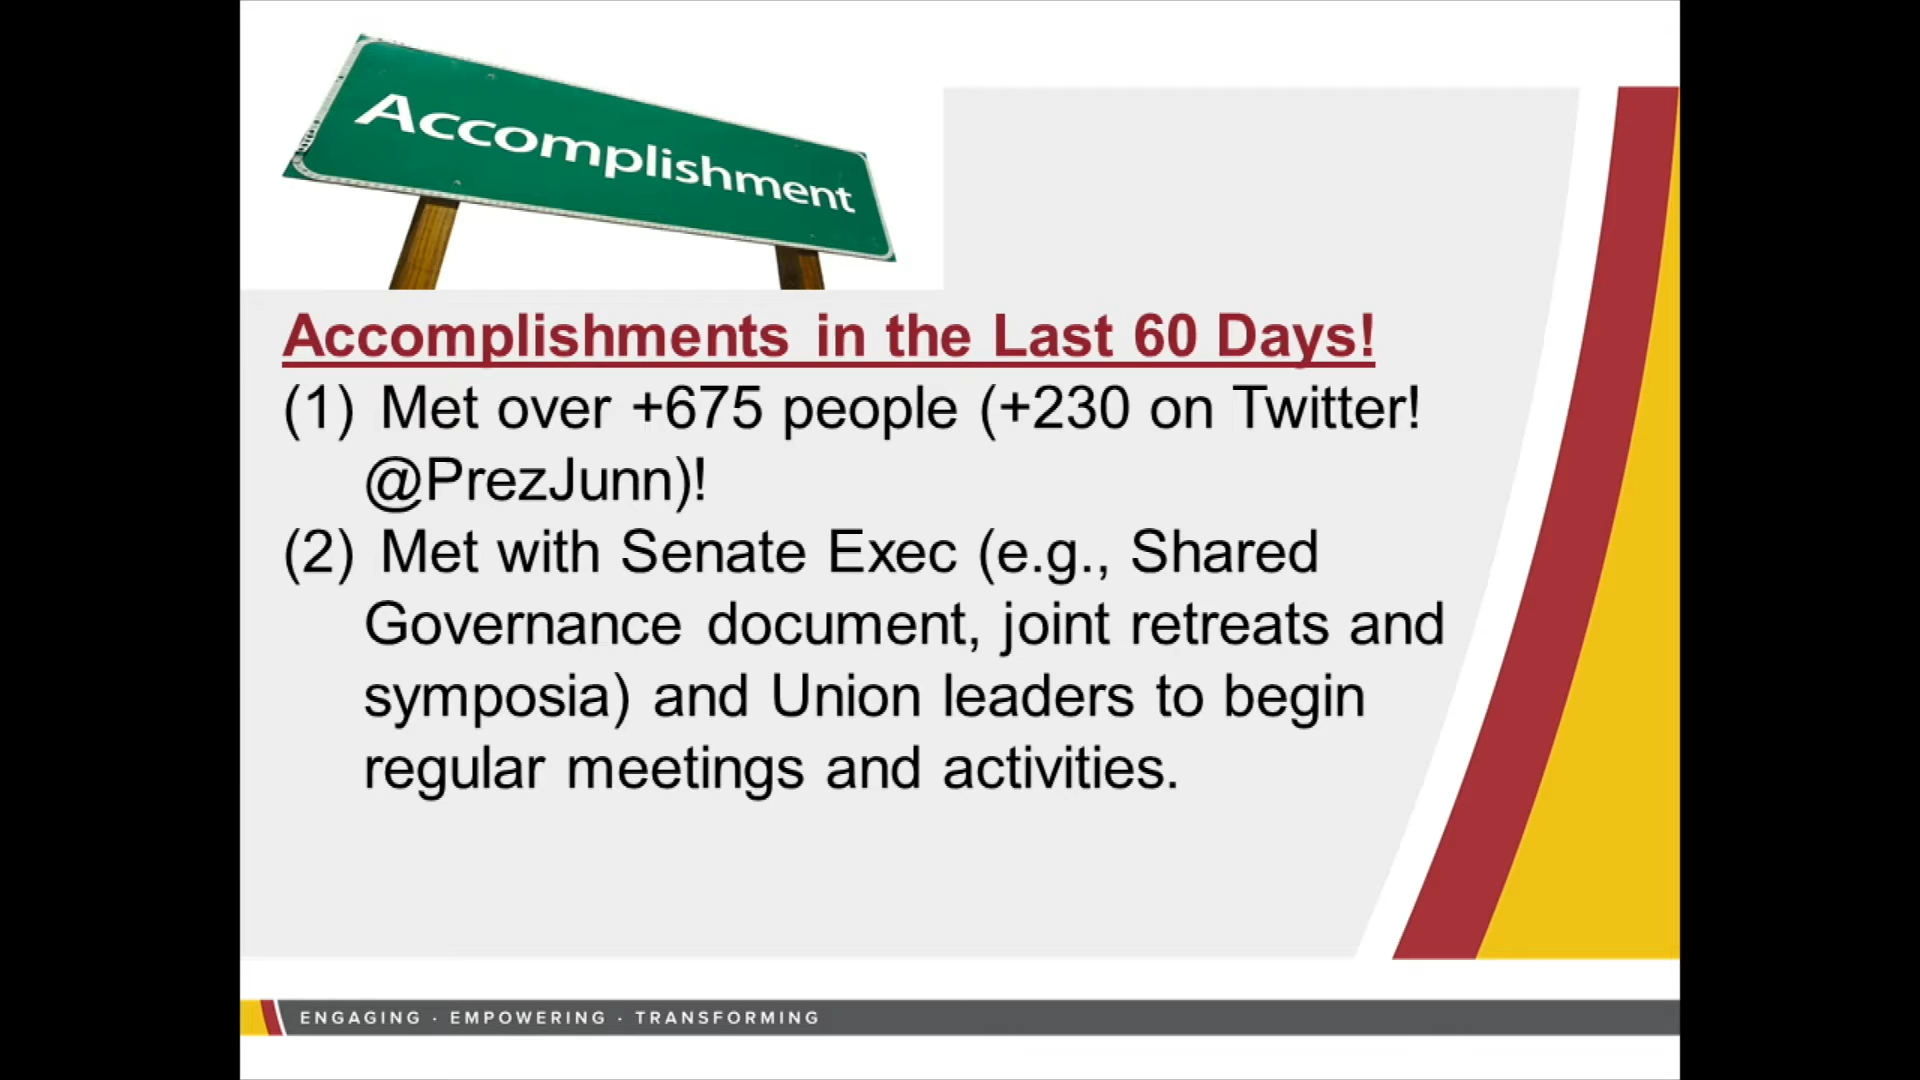 Accomplishment
Accomplishments in the Last 60 Days!
(1) Met over +675 people (+230 on Twitter!
@PrezJunn)!
(2) Met with Senate Exec (e.g., Shared
Governance document, joint retreats and
symposia) and Union leaders to begin
regular meetings and activities.
ENGAGING · EMPOWERING · TRANSFORMING